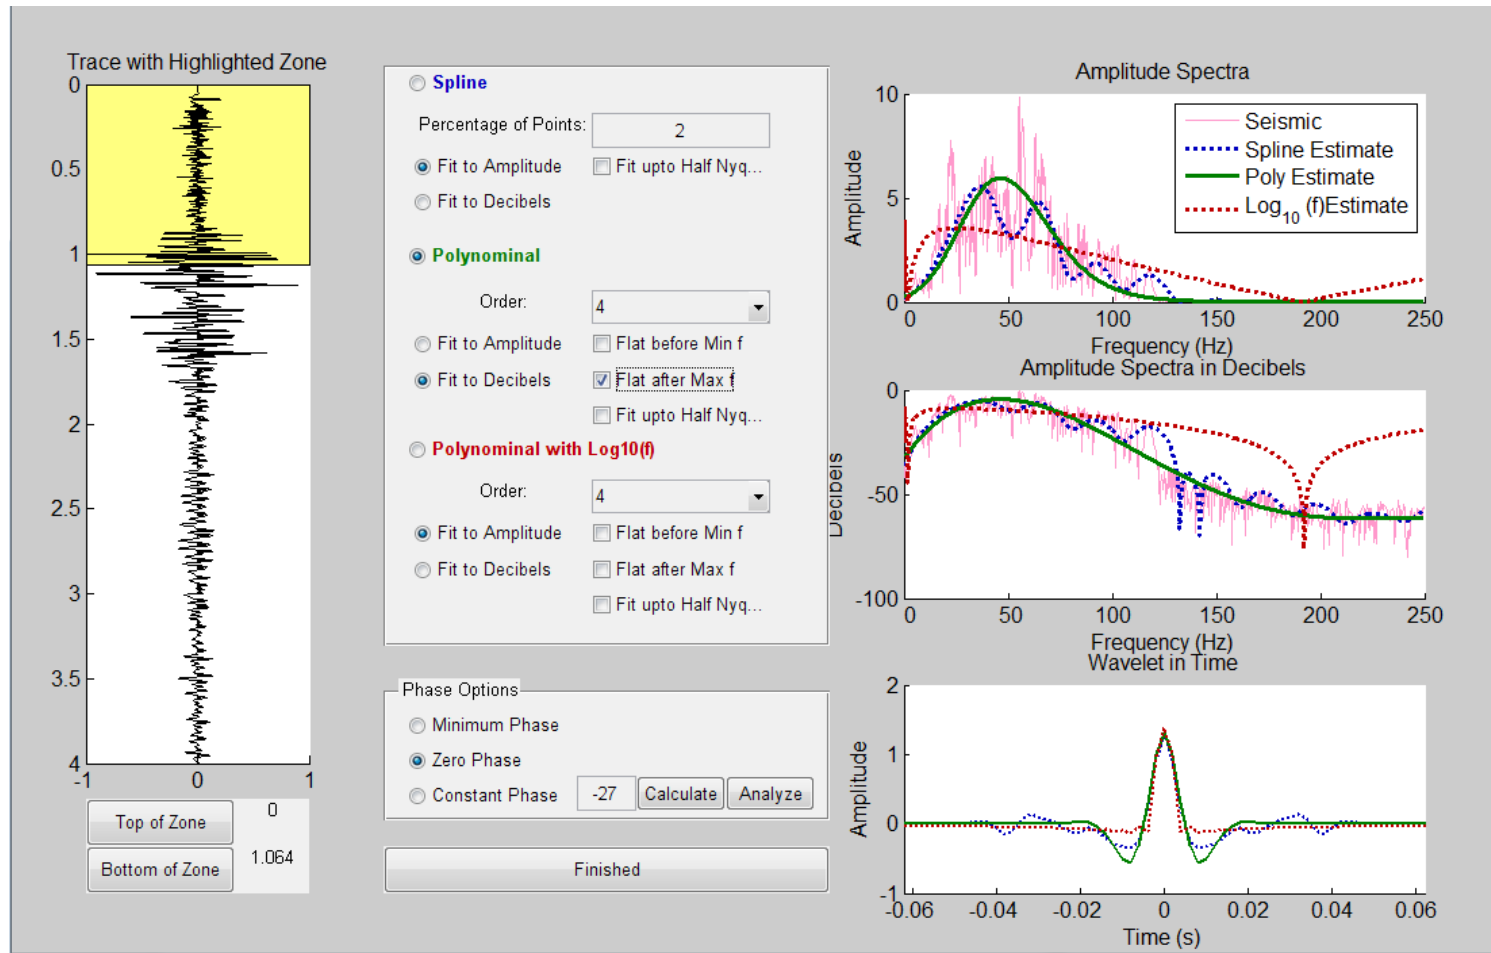 Trace with Highlighted Zone
0
0.5
1
1.5
2
2.5
3
3.5
4
-1 0 1
Top of Zone 0
Bottom of Zone 1.064
Spline
Percentage of Points: 2
Fit to Amplitude Fit upto Half Nyq...
Fit to Decibels
Polynominal
Order: 4
Fit to Amplitude Flat before Min f
Fit to Decibels Flat after Max f
Fit upto Half Nyq...
Polynominal with Log10(f)
Order: 4
Fit to Amplitude Flat before Min f
Fit to Decibels Flat after Max f
Fit upto Half Nyq...
Phase Options
Minimum Phase
Zero Phase
Constant Phase -27 Calculate Analyze
Finished
Amplitude Spectra
Amplitude
10
5
0
0 50 100 150 200 250
Frequency (Hz)
Seismic
Spline Estimate
Poly Estimate
Log10 (f)Estimate
Amplitude Spectra in Decibels
Decibels
0
-50
-100
0 50 100 150 200 250
Frequency (Hz)
Wavelet in Time
Amplitude
2
1
0
-1
-0.06 -0.04 -0.02 0 0.02 0.04 0.06
Time (s)